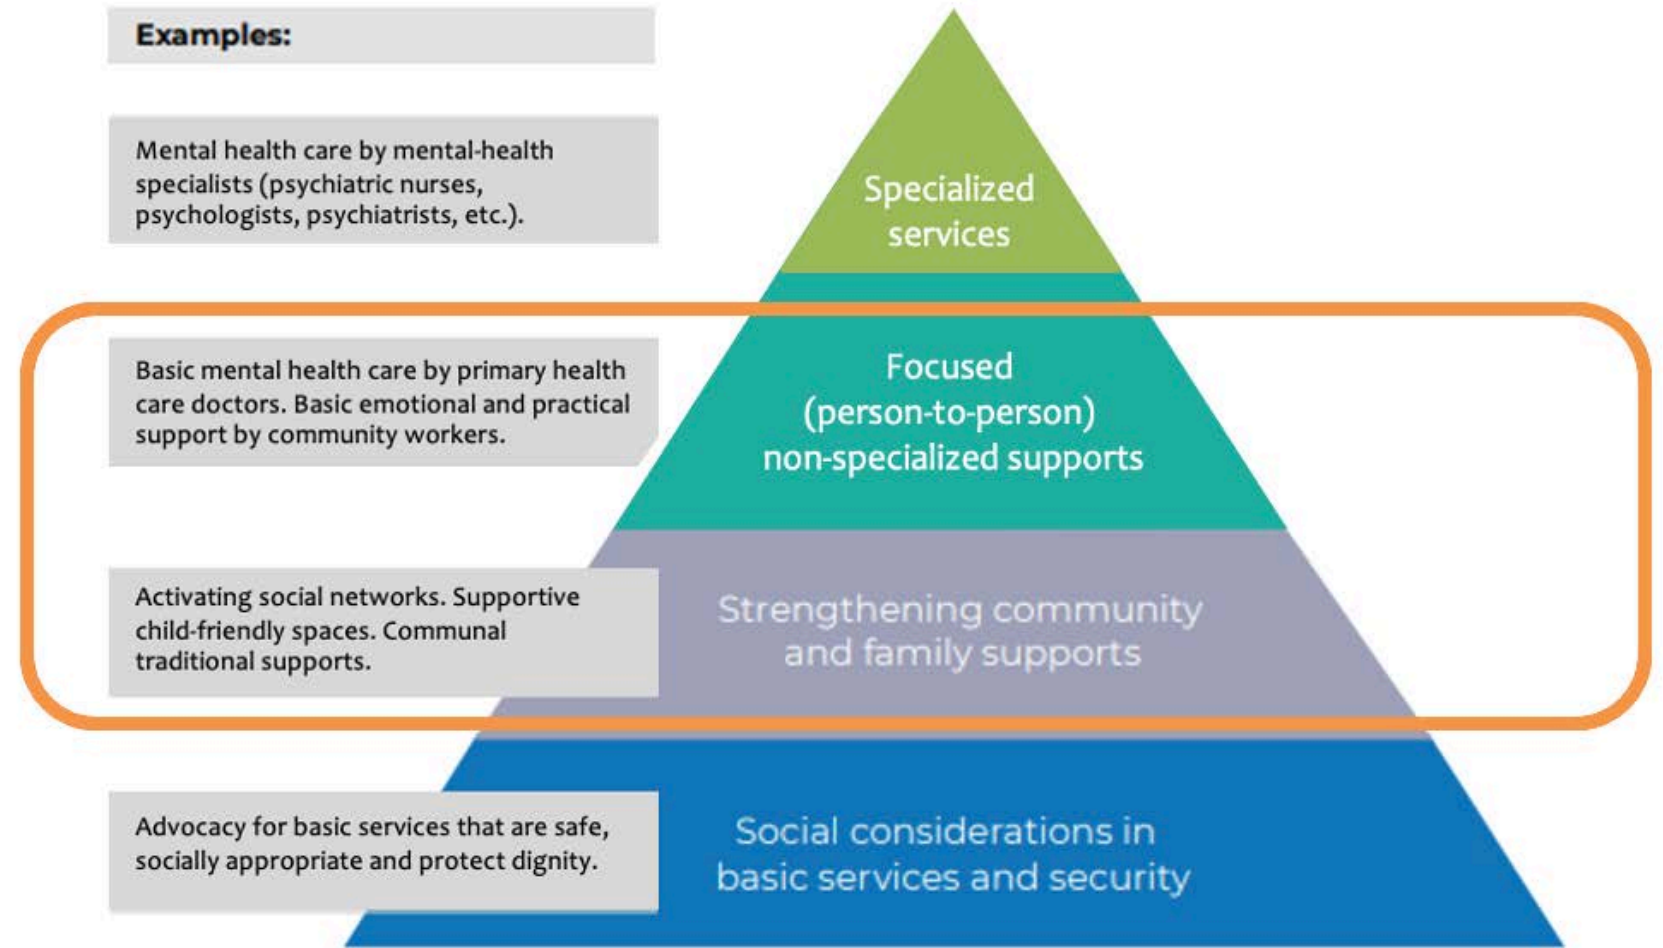 Examples:
Mental health care by mental-health
specialists (psychiatric nurses,
psychologists, psychiatrists, etc.).
Specialized
services
Basic mental health care by primary health
care doctors. Basic emotional and practical
support by community workers.
Focused
(person-to-person)
non-specialized supports
Activating social networks. Supportive
child-friendly spaces. Communal
traditional supports.
Strengthening community
and family supports
Advocacy for basic services that are safe,
socially appropriate and protect dignity.
Social considerations in
basic services and security